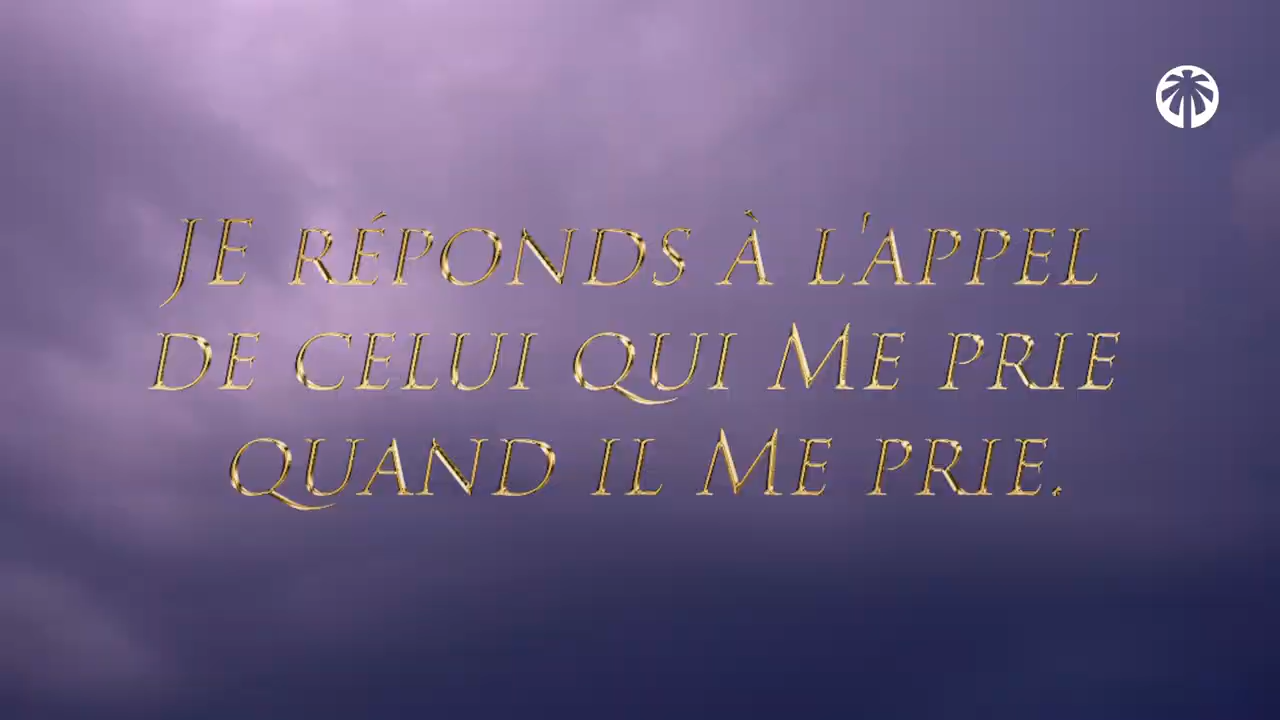 JE RÉPONDS À L'APPEL
DE CELUI QUI ME PRIE
QUAND IL ME PRIE.